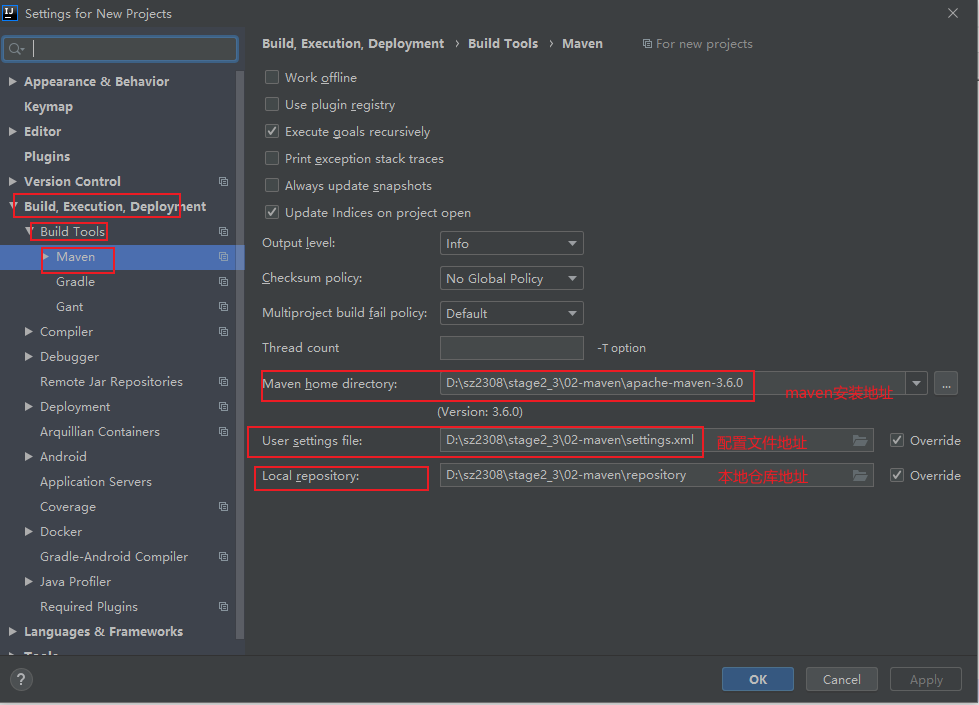 Settings for New Projects
Build, Execution, Deployment › Build Tools › Maven For new projects
Appearance & Behavior
Keymap
Editor
Plugins
Version Control
Build, Execution, Deployment
Build Tools
Maven
Gradle
Gant
Compiler
Debugger
Remote Jar Repositories
Deployment
Arquillian Containers
Android
Application Servers
Coverage
Docker
Gradle-Android Compiler
Java Profiler
Required Plugins
Languages & Frameworks
Tools
Work offline
Use plugin registry
Execute goals recursively
Print exception stack traces
Always update snapshots
Update Indices on project open
Output level: Info
Checksum policy: No Global Policy
Multiproject build fail policy: Default
Thread count -T option
Maven home directory: D:\sz2308\stage2_3\02-maven\apache-maven-3.6.0 maven安装地址 ...
(Version: 3.6.0)
User settings file: D:\sz2308\stage2_3\02-maven\settings.xml 配置文件地址 Override
Local repository: D:\sz2308\stage2_3\02-maven\repository 本地仓库地址 Override
? OK Cancel Apply